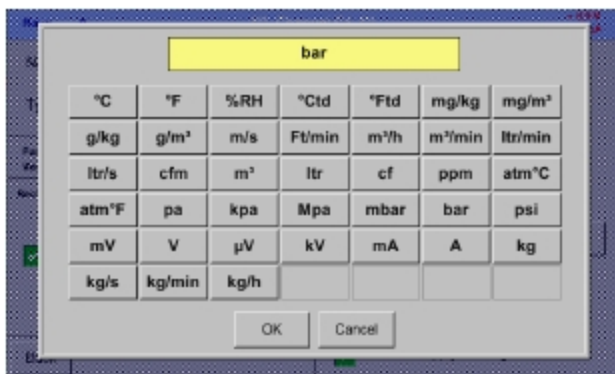 bar
°C °F %RH °Ctd °Ftd mg/kg mg/m³
g/kg g/m³ m/s Ft/min m³/h m³/min ltr/min
ltr/s cfm m³ ltr cf ppm atm°C
atm°F pa kpa Mpa mbar bar psi
mV V µV kV mA A kg
kg/s kg/min kg/h
OK Cancel